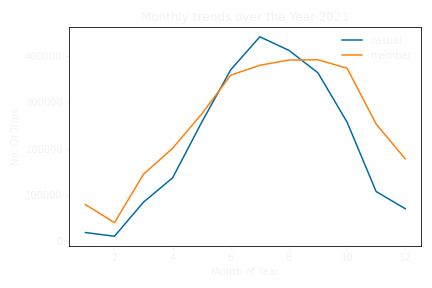 Monthly trends over the Year-2021
casual
member
400000
300000
200000
100000
0
No. Of Trips
2 4 6 8 10 12
Month of Year